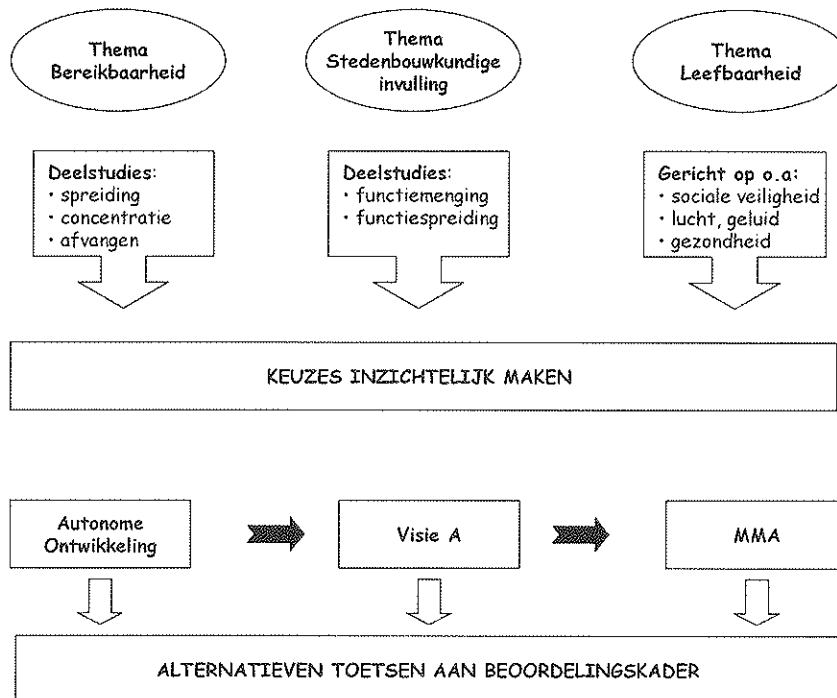 Thema
Bereikbaarheid
Thema
Stedenbouwkundige
invulling
Thema
Leefbaarheid
Deelstudies:
· spreiding
· concentratie
· afvangen
Deelstudies:
· functiemenging
· functiespreiding
Gericht op o.a:
· sociale veiligheid
· lucht, geluid
· gezondheid
KEUZES INZICHTELIJK MAKEN
Autonome
Ontwikkeling
Visie A
MMA
ALTERNATIEVEN TOETSEN AAN BEOORDELINGSKADER